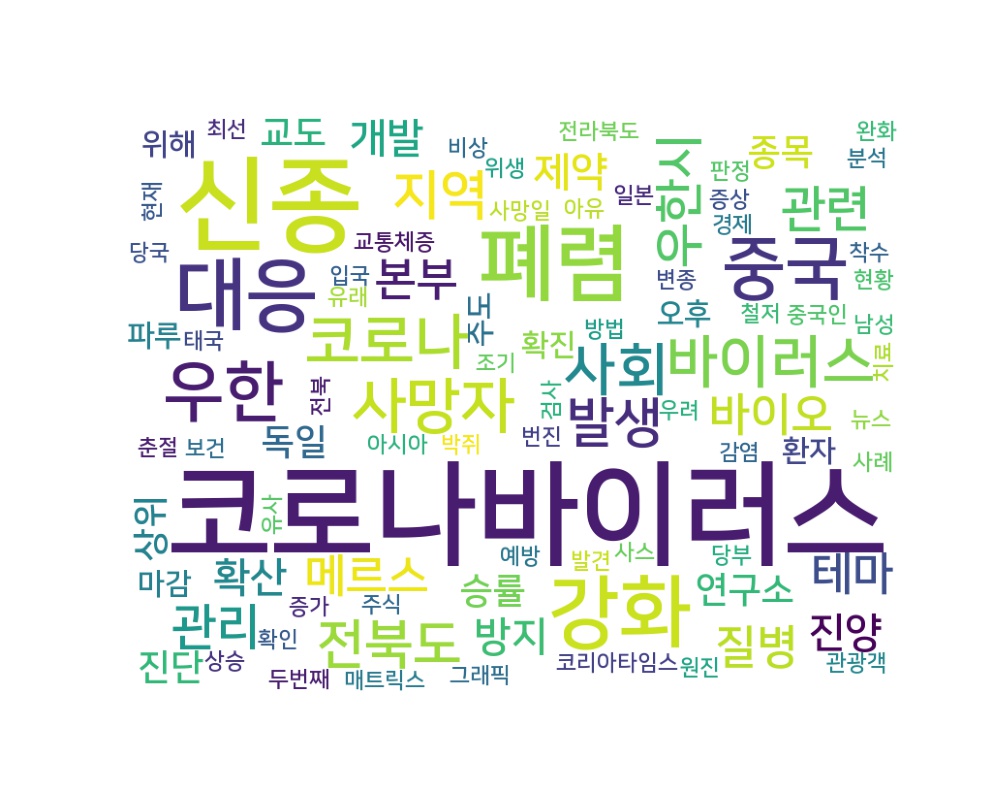 위해
최선
교도
개발
비상
전라북도
완화
신종
위생
제약
우한시
종목
분석
현재
지역
판정
사망일
아유
일본
증상
관련
당국
교통체증
폐렴
경제
중국
착수
대응
입국
본부
변종
현황
유래
파루
태국
코로나
주도
방법
오후
철저
중국인
남성
확진
조기
사회
바이러스
치료
우한
전북
사망자
검사
발생
우려
바이오
뉴스
춘절
보건
독일
아시아
박쥐
번진
감염
환자
사례
상위
코로나바이러스
유사
마감
확산
메르스
예방
발견
사스
당부
테마
증가
주식
승률
강화
연구소
관리
확인
전북도
방지
질병
진양
진단
상승
두번째
매트릭스
그래픽
코리아타임스
원진
관광객